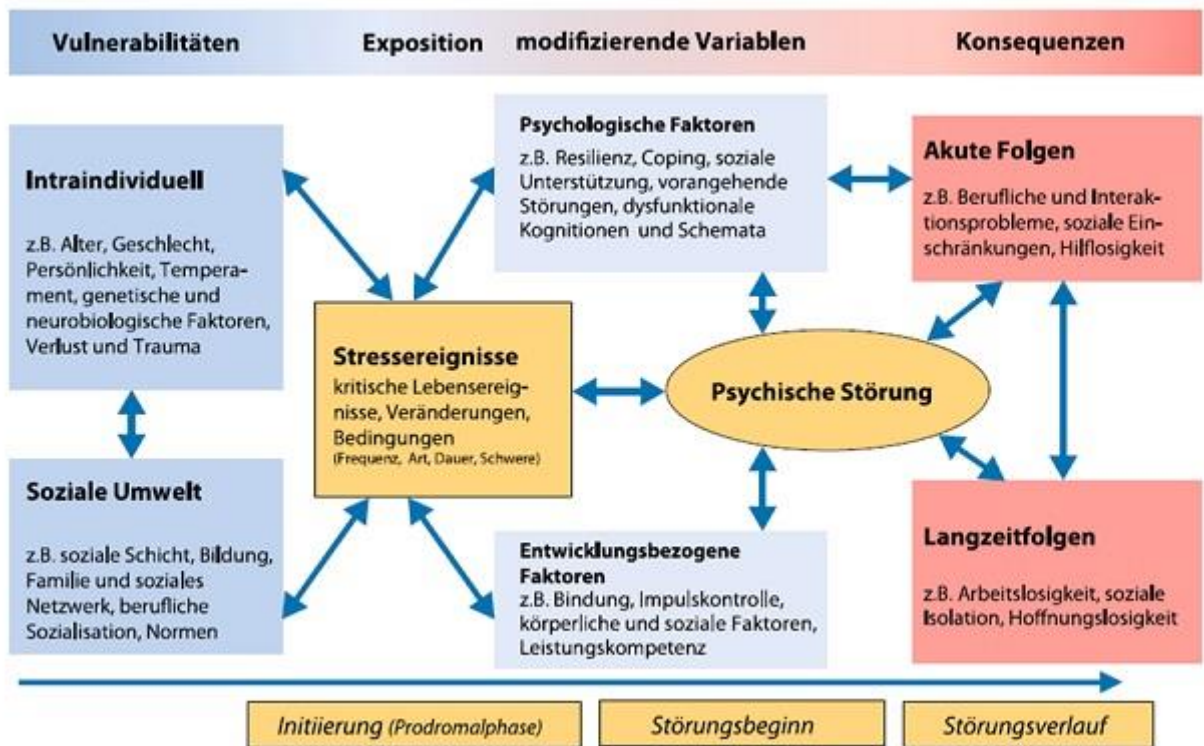 Vulnerabilitäten
Exposition
modifizierende Variablen
Konsequenzen
Intraindividuell
z.B. Alter, Geschlecht,
Persönlichkeit, Tempera-
ment, genetische und
neurobiologische Faktoren,
Verlust und Trauma
Soziale Umwelt
z.B. soziale Schicht, Bildung,
Familie und soziales
Netzwerk, berufliche
Sozialisation, Normen
Stressereignisse
kritische Lebensereig-
nisse, Veränderungen,
Bedingungen
(Frequenz, Art, Dauer, Schwere)
Psychologische Faktoren
z.B. Resilienz, Coping, soziale
Unterstützung, vorangehende
Störungen, dysfunktionale
Kognitionen und Schemata
Psychische Störung
Entwicklungsbezogene
Faktoren
z.B. Bindung, Impulskontrolle,
körperliche und soziale Faktoren,
Leistungskompetenz
Akute Folgen
z.B. Berufliche und Interak-
tionsprobleme, soziale Ein-
schränkungen, Hilflosigkeit
Langzeitfolgen
z.B. Arbeitslosigkeit, soziale
Isolation, Hoffnungslosigkeit
Initiierung (Prodromalphase)
Störungsbeginn
Störungsverlauf